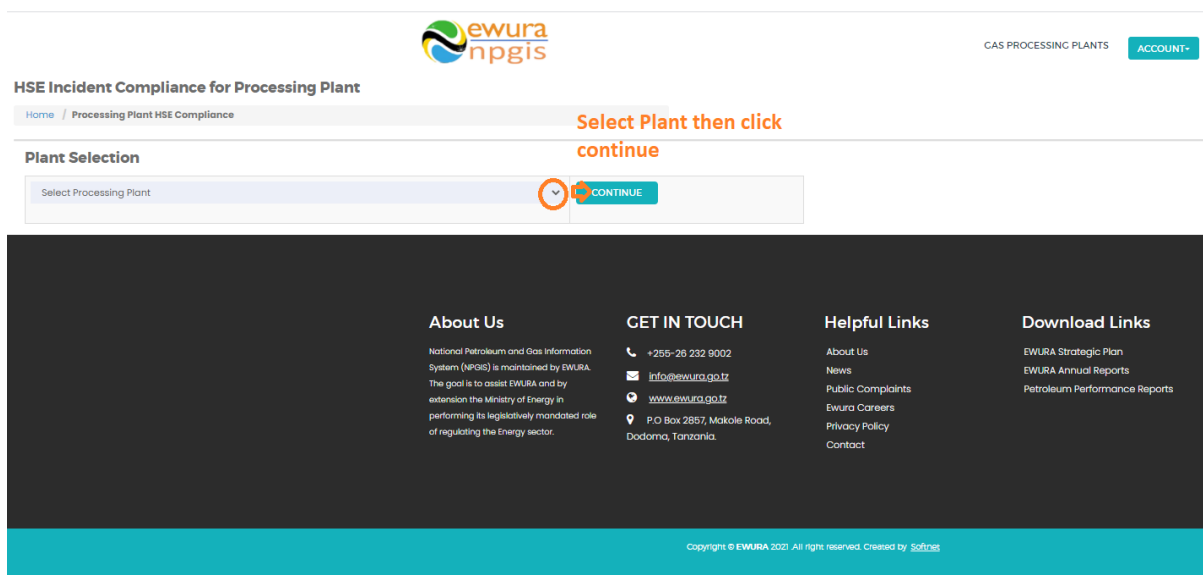 ewura
npgis
GAS PROCESSING PLANTS
ACCOUNT
HSE Incident Compliance for Processing Plant
Home / Processing Plant HSE Compliance
Select Plant then click
continue
Plant Selection
Select Processing Plant
CONTINUE
About Us
National Petroleum and Gas Information
System (NPGIS) is maintained by EWURA.
The goal is to assist EWURA and by
extension the Ministry of Energy in
performing its legislatively mandated role
of regulating the Energy sector.
GET IN TOUCH
+255-26 232 9002
info@ewura.go.tz
www.ewura.go.tz
P.O Box 2857, Makole Road,
Dodoma, Tanzania.
Helpful Links
About Us
News
Public Complaints
Ewura Careers
Privacy Policy
Contact
Download Links
EWURA Strategic Plan
EWURA Annual Reports
Petroleum Performance Reports
Copyright © EWURA 2021 .All right reserved. Created by Softnet